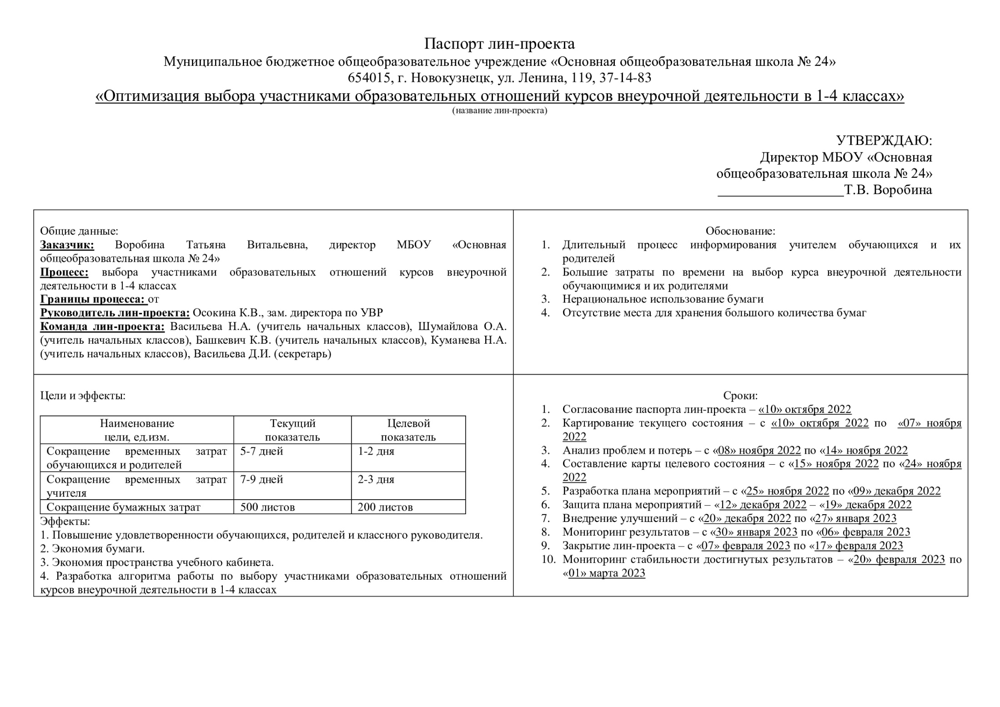 Паспорт лин-проекта
Муниципальное бюджетное общеобразовательное учреждение «Основная общеобразовательная школа № 24»
654015, г. Новокузнецк, ул. Ленина, 119, 37-14-83
«Оптимизация выбора участниками образовательных отношений курсов внеурочной деятельности в 1-4 классах»
(название лин-проекта)
УТВЕРЖДАЮ:
Директор МБОУ «Основная
общеобразовательная школа № 24»
__________________Т.В. Воробина
Общие данные:
Заказчик: Воробина Татьяна Витальевна, директор МБОУ «Основная
общеобразовательная школа № 24»
Процесс: выбора участниками образовательных отношений курсов внеурочной
деятельности в 1-4 классах
Границы процесса: от
Руководитель лин-проекта: Осокина К.В., зам. директора по УВР
Команда лин-проекта: Васильева Н.А. (учитель начальных классов), Шумайлова О.А.
(учитель начальных классов), Башкевич К.В. (учитель начальных классов), Куманева Н.А.
(учитель начальных классов), Васильева Д.И. (секретарь)
Обоснование:
1. Длительный процесс информирования учителем обучающихся и их
родителей
2. Большие затраты по времени на выбор курса внеурочной деятельности
обучающимися и их родителями
3. Нерациональное использование бумаги
4. Отсутствие места для хранения большого количества бумаг
Цели и эффекты:
Наименование Текущий Целевой
цели, ед.изм. показатель показатель
Сокращение временных затрат 5-7 дней 1-2 дня
обучающихся и родителей
Сокращение временных затрат 7-9 дней 2-3 дня
учителя
Сокращение бумажных затрат 500 листов 200 листов
Эффекты:
1. Повышение удовлетворенности обучающихся, родителей и классного руководителя.
2. Экономия бумаги.
3. Экономия пространства учебного кабинета.
4. Разработка алгоритма работы по выбору участниками образовательных отношений
курсов внеурочной деятельности в 1-4 классах
Сроки:
1. Согласование паспорта лин-проекта – «10» октября 2022
2. Картирование текущего состояния – с «10» октября 2022 по «07» ноября
2022
3. Анализ проблем и потерь – с «08» ноября 2022 по «14» ноября 2022
4. Составление карты целевого состояния – с «15» ноября 2022 по «24» ноября
2022
5. Разработка плана мероприятий – с «25» ноября 2022 по «09» декабря 2022
6. Защита плана мероприятий – «12» декабря 2022 – «19» декабря 2022
7. Внедрение улучшений – с «20» декабря 2022 по «27» января 2023
8. Мониторинг результатов – с «30» января 2023 по «06» февраля 2023
9. Закрытие лин-проекта – с «07» февраля 2023 по «17» февраля 2023
10. Мониторинг стабильности достигнутых результатов – «20» февраля 2023 по
«01» марта 2023